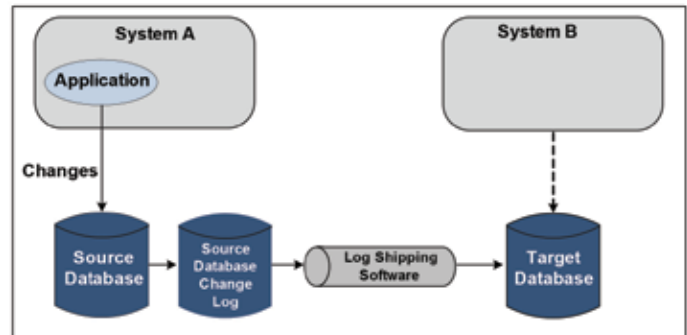 System A
System B
Application
Changes
Source
Database
Source
Database
Change
Log
Log Shipping
Software
Target
Database